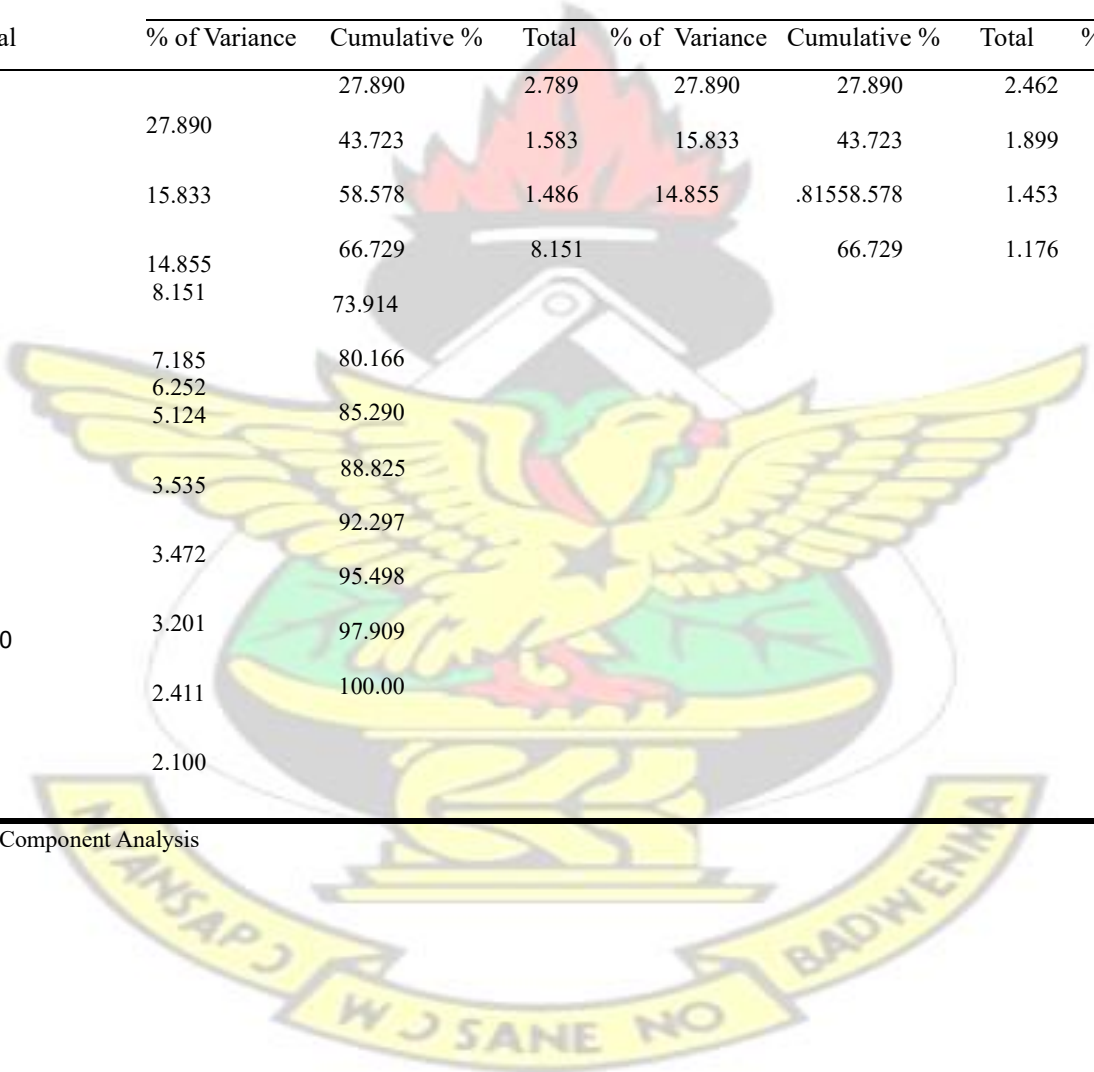 al % of Variance Cumulative % Total % of Variance Cumulative % Total %
27.890 2.789 27.890 27.890 2.462
27.890
43.723 1.583 15.833 43.723 1.899
15.833 58.578 1.486 14.855 .81558.578 1.453
66.729 8.151 66.729 1.176
14.855
8.151
73.914
7.185 80.166
6.252
5.124 85.290
88.825
3.535
92.297
3.472
95.498
3.201
97.909
0
2.411 100.00
2.100
Component Analysis
NYANSAPƆ
WƆSANE NO
BADWENMA